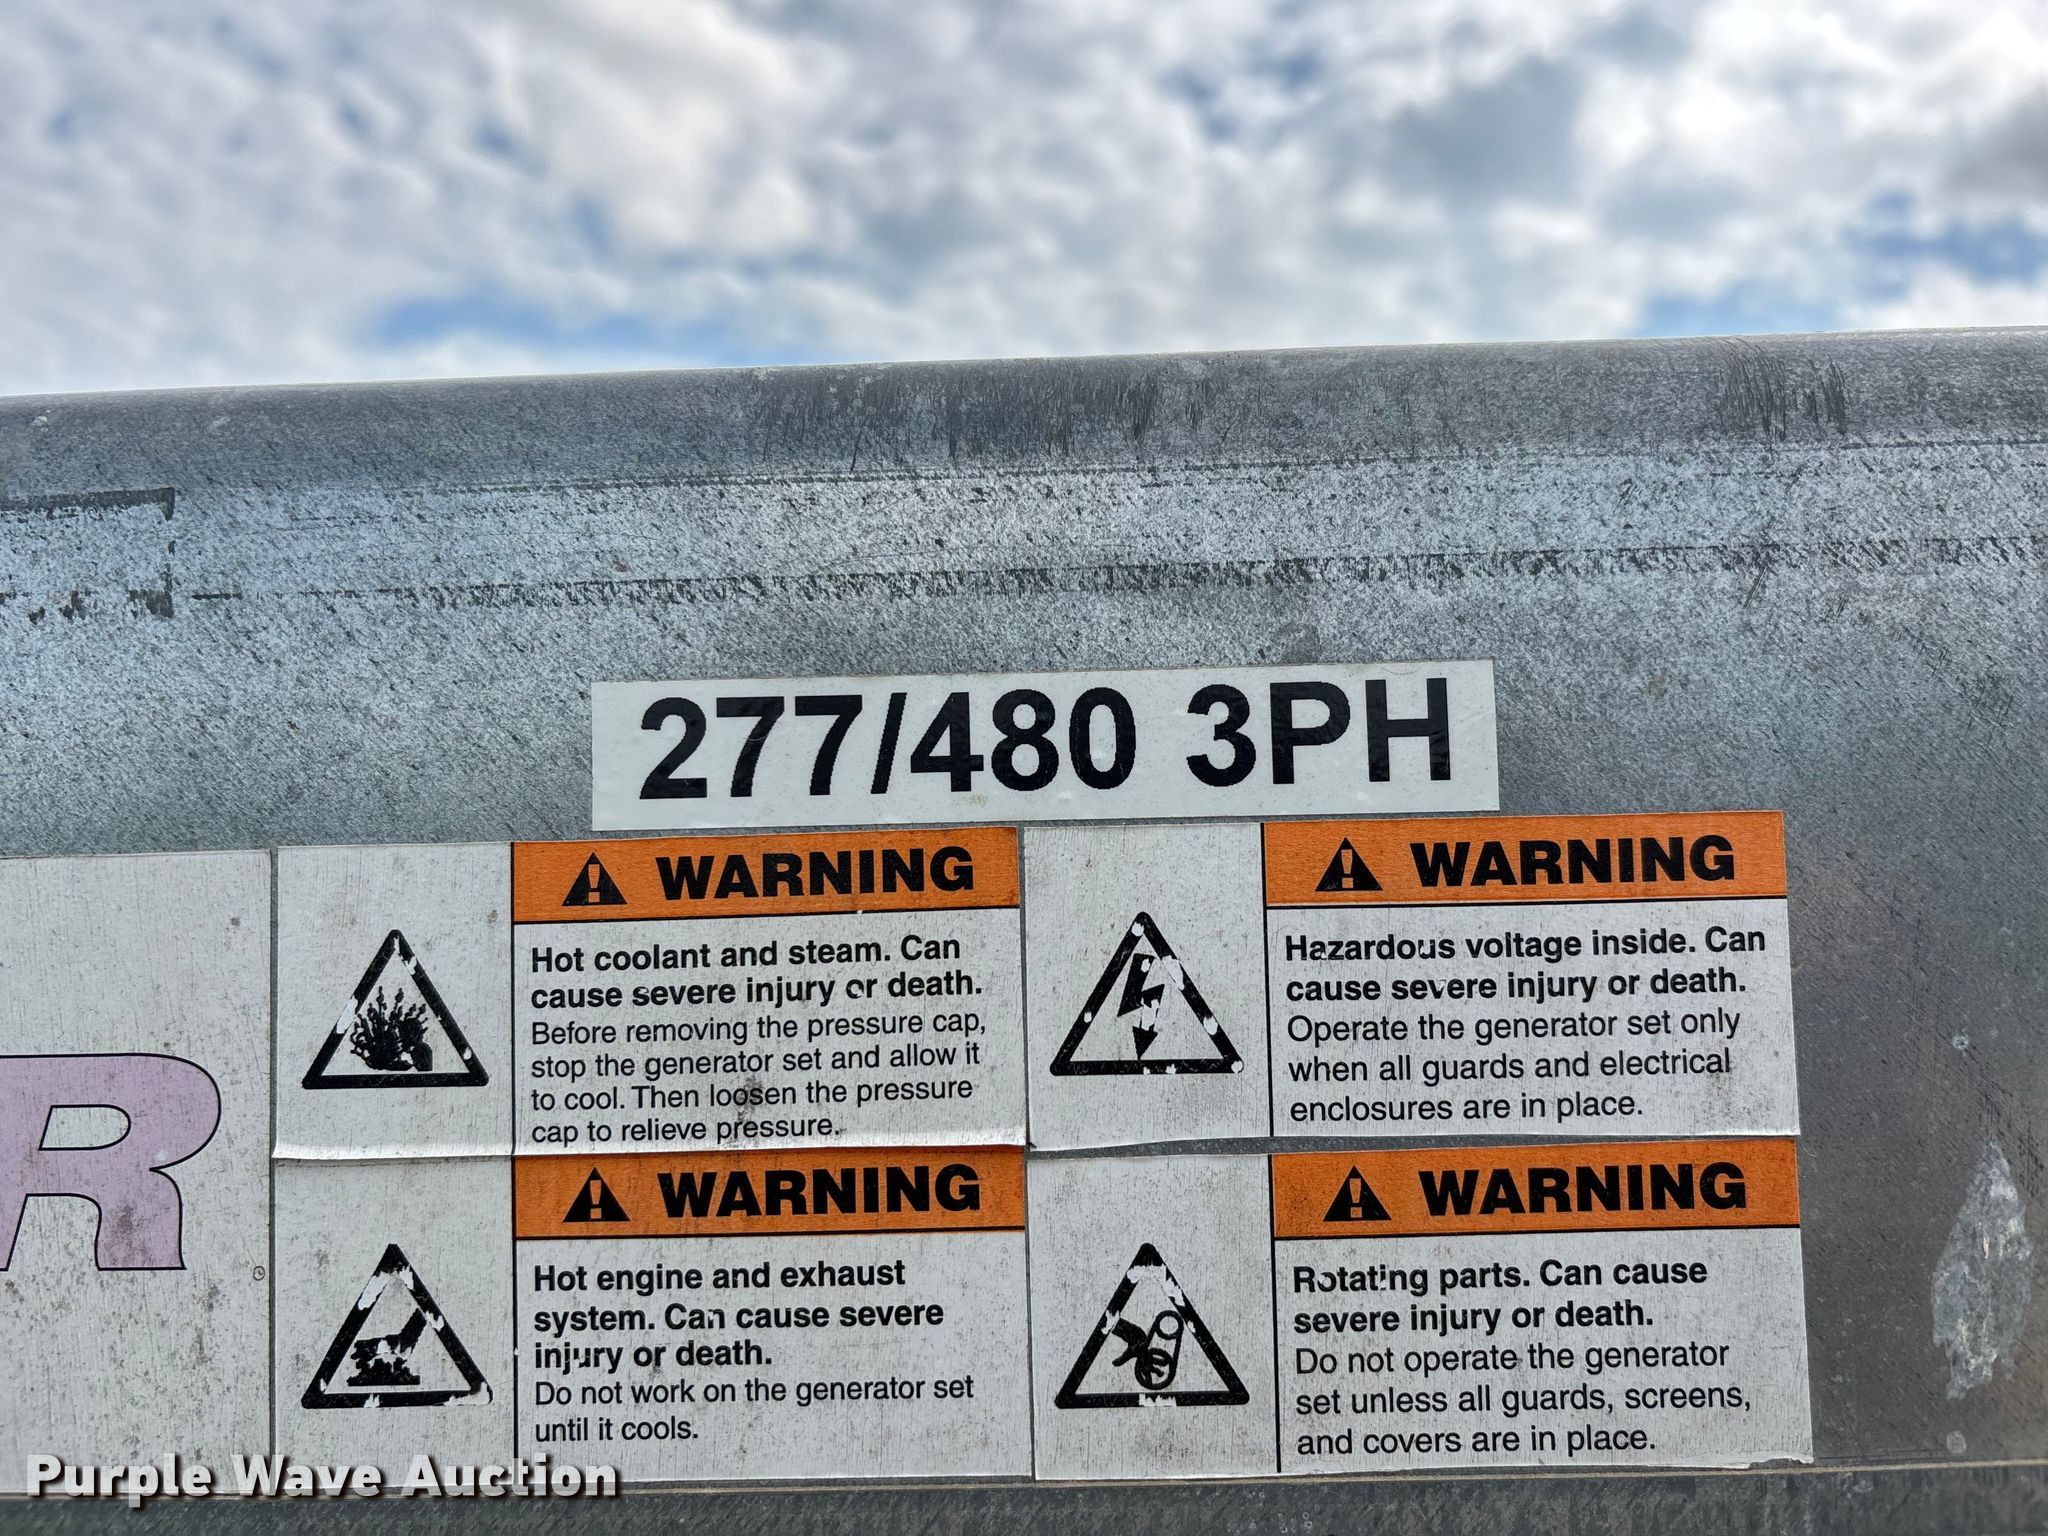 277/480 3PH
WARNING
Hot coolant and steam. Can
cause severe injury or death.
Before removing the pressure cap,
stop the generator set and allow it
to cool. Then loosen the pressure
cap to relieve pressure.
WARNING
Hazardous voltage inside. Can
cause severe injury or death.
Operate the generator set only
when all guards and electrical
enclosures are in place.
R
WARNING
Hot engine and exhaust
system. Can cause severe
injury or death.
Do not work on the generator set
until it cools.
WARNING
Rotating parts. Can cause
severe injury or death.
Do not operate the generator
set unless all guards, screens,
and covers are in place.
Purple Wave Auction